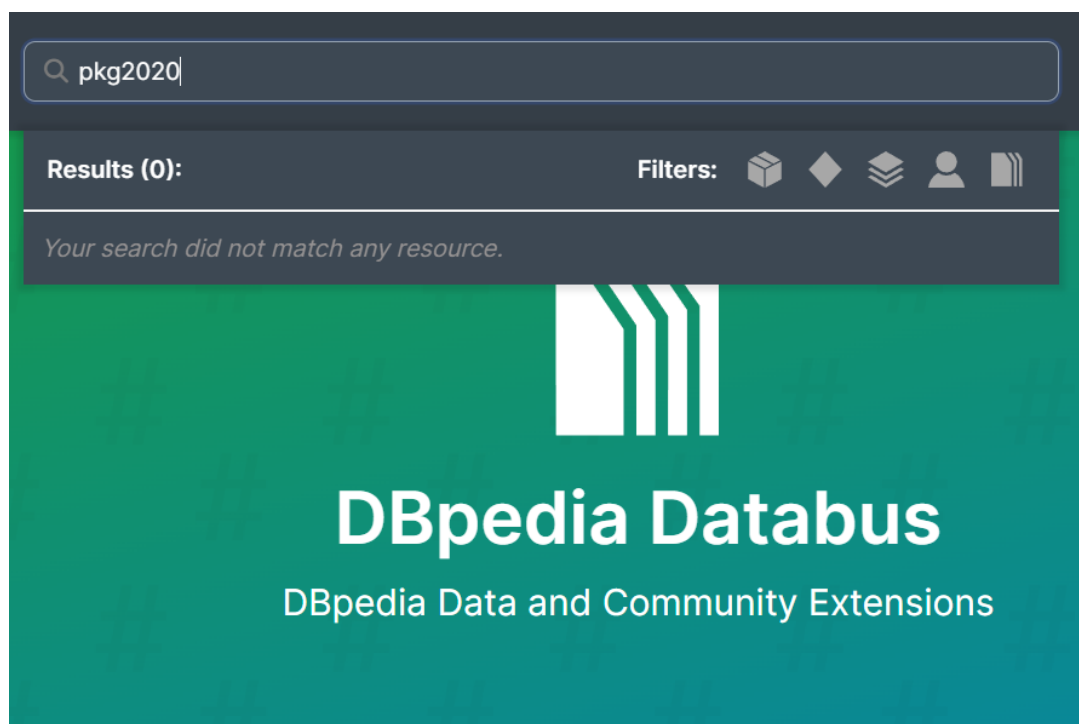 pkg2020
Results (0): Filters:
Your search did not match any resource.
DBpedia Databus
DBpedia Data and Community Extensions